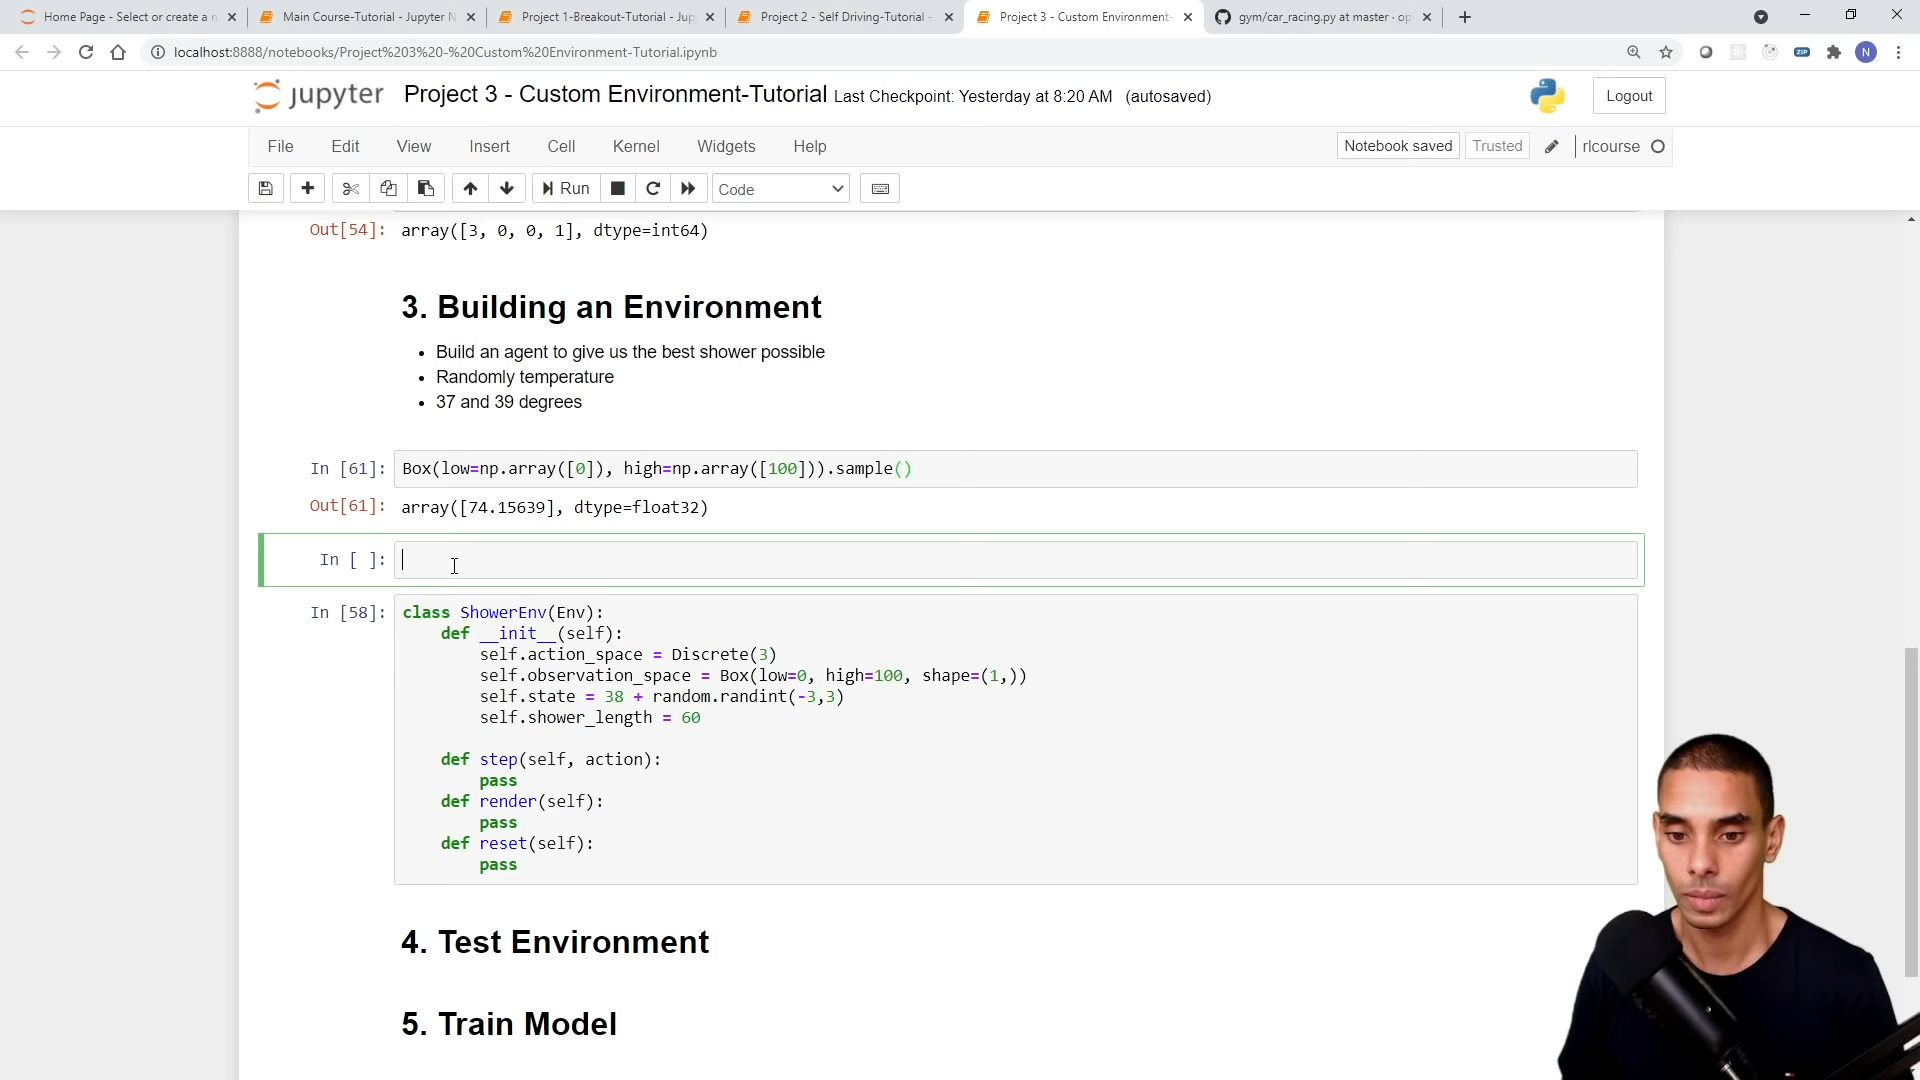 Home Page - Select or create a n
Main Course-Tutorial - Jupyter N
Project 1-Breakout-Tutorial - Jup
Project 2 - Self Driving-Tutorial -
Project 3 - Custom Environment-
gym/car_racing.py at master · op
localhost:8888/notebooks/Project%203%20-%20Custom%20Environment-Tutorial.ipynb
ZIP
N
jupyter Project 3 - Custom Environment-Tutorial Last Checkpoint: Yesterday at 8:20 AM (autosaved)
Logout
File Edit View Insert Cell Kernel Widgets Help
Notebook saved Trusted rlcourse
Run Code
Out[54]: array([3, 0, 0, 1], dtype=int64)
3. Building an Environment
• Build an agent to give us the best shower possible
• Randomly temperature
• 37 and 39 degrees
In [61]: Box(low=np.array([0]), high=np.array([100])).sample()
Out[61]: array([74.15639], dtype=float32)
In [ ]:
In [58]: class ShowerEnv(Env):
def __init__(self):
self.action_space = Discrete(3)
self.observation_space = Box(low=0, high=100, shape=(1,))
self.state = 38 + random.randint(-3,3)
self.shower_length = 60
def step(self, action):
pass
def render(self):
pass
def reset(self):
pass
4. Test Environment
5. Train Model